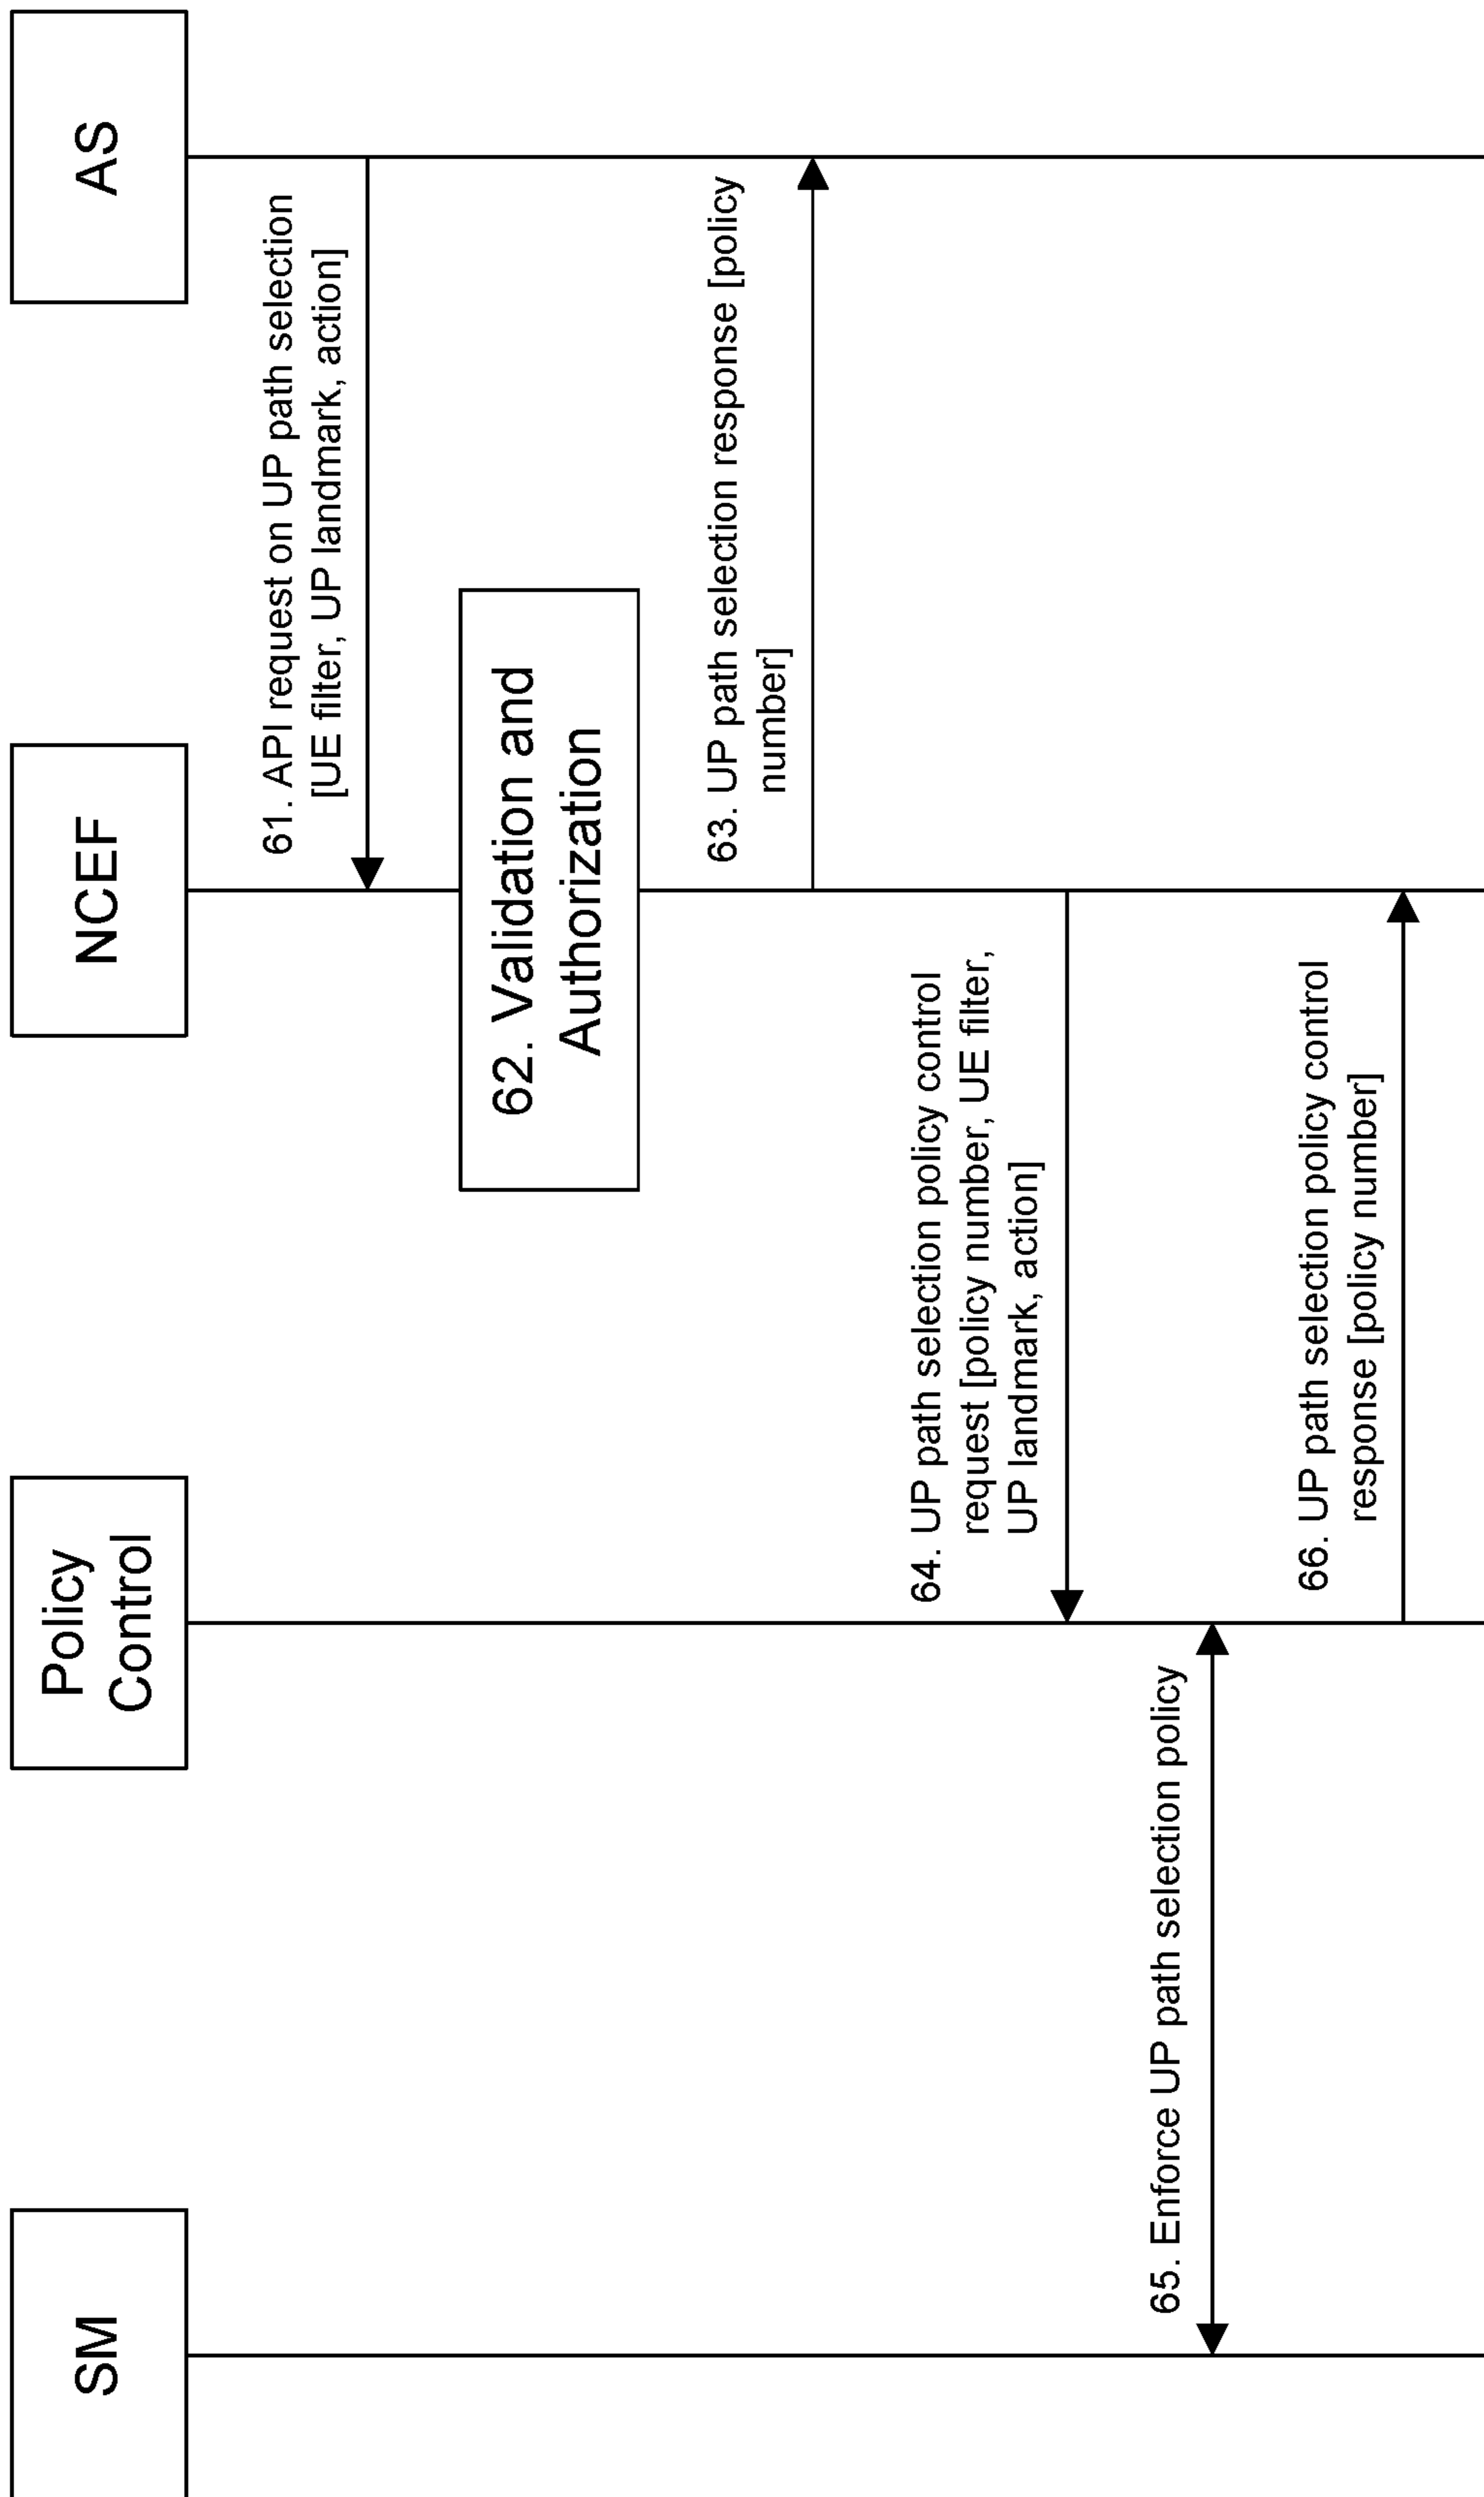 SM
Policy
Control
NCEF
AS
61. API request on UP path selection
[UE filter, UP landmark, action]
62. Validation and
Authorization
63. UP path selection response [policy
number]
64. UP path selection policy control
request [policy number, UE filter,
UP landmark, action]
65. Enforce UP path selection policy
66. UP path selection policy control
response [policy number]